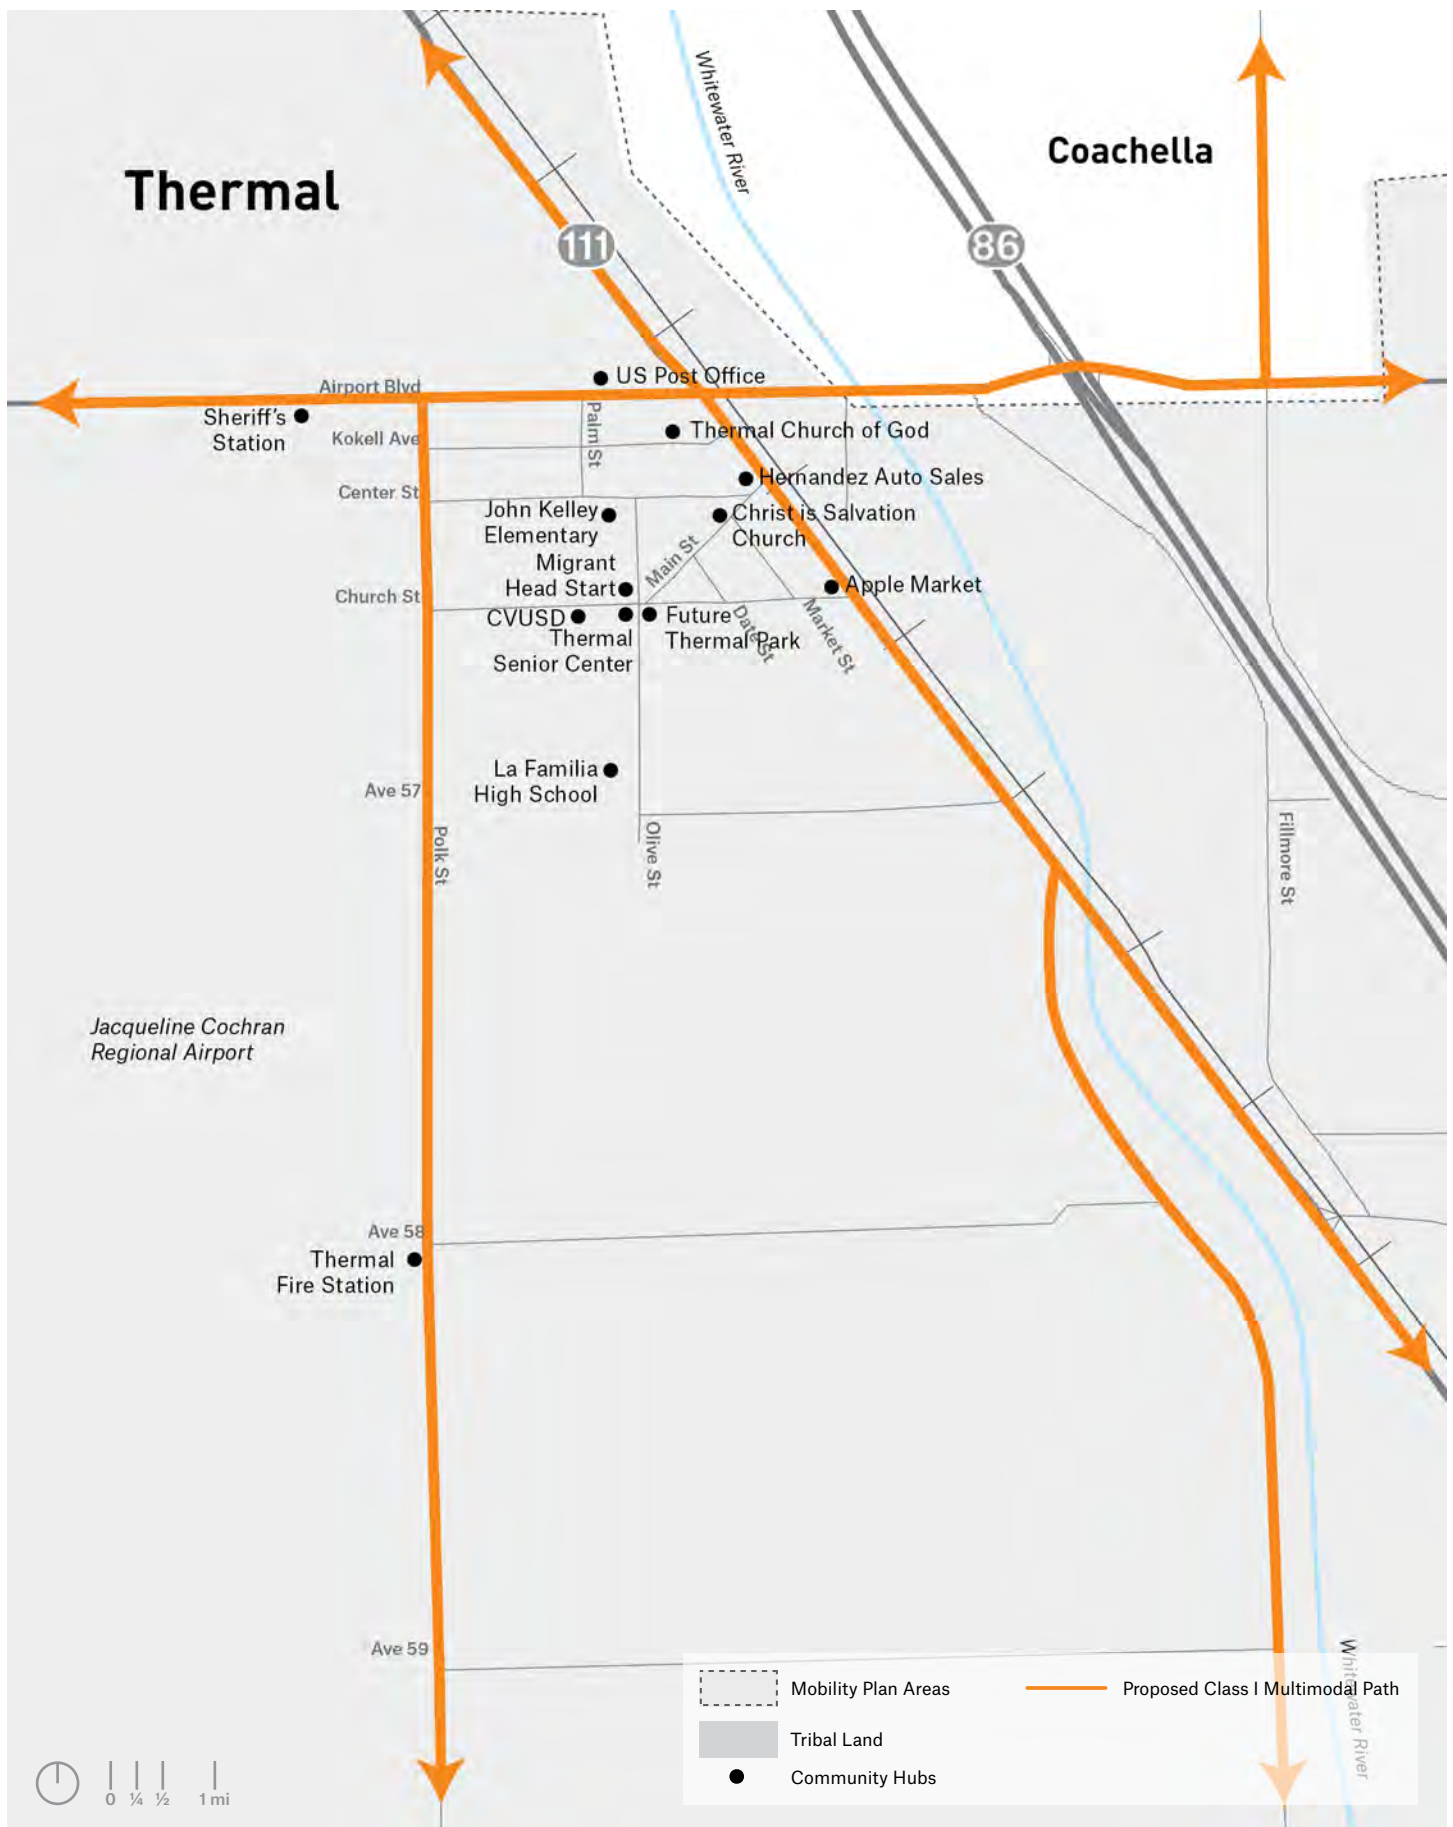 Whitewater River
Coachella
Thermal
111
86
US Post Office
Airport Blvd
Sheriff's
Station
Palm St
Thermal Church of God
Kokell Ave
Hernandez Auto Sales
Center St
John Kelley
Elementary
Christ is Salvation
Church
Migrant
Head Start
Main St
Apple Market
Church St
CVUSD
Thermal
Senior Center
Future
Thermal Park
Date St
Market St
La Familia
High School
Ave 57
Polk St
Olive St
Fillmore St
Jacqueline Cochran
Regional Airport
Ave 58
Thermal
Fire Station
Ave 59
Whitewater River
Mobility Plan Areas
Proposed Class I Multimodal Path
Tribal Land
Community Hubs
0 ¼ ½ 1 mi